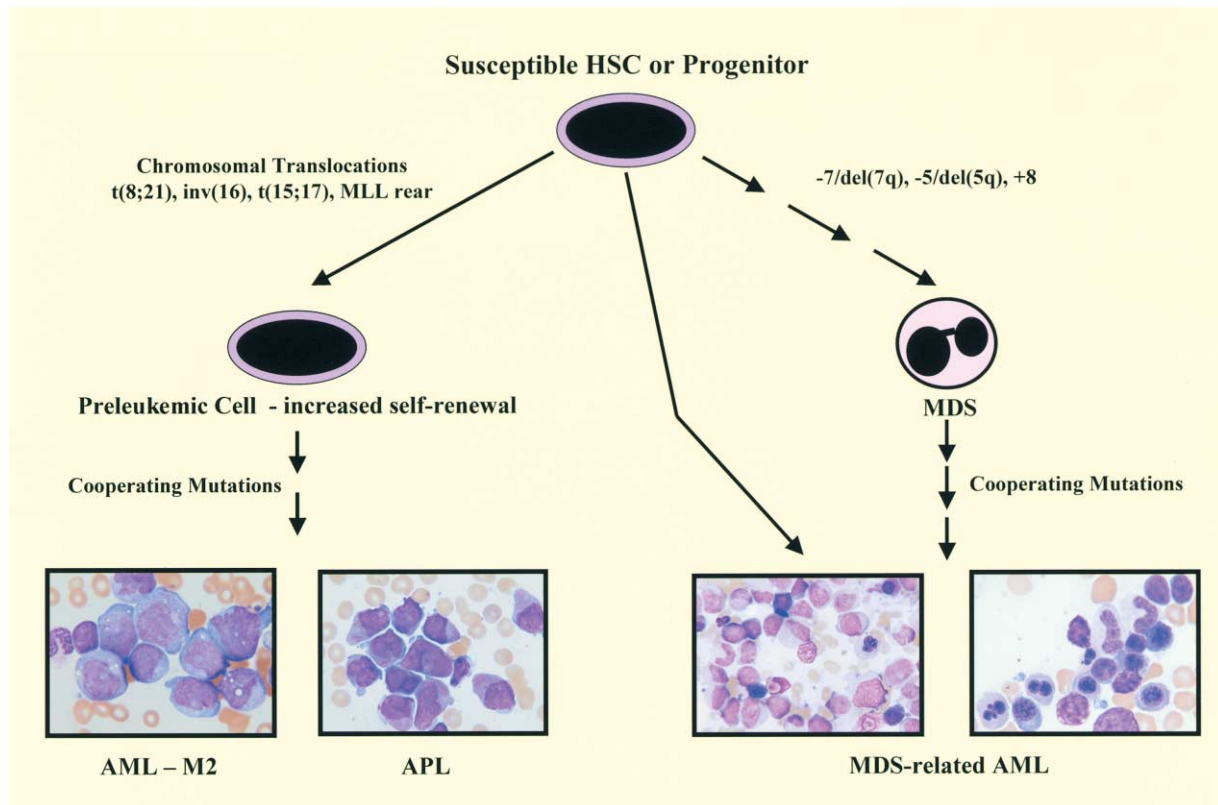 Susceptible HSC or Progenitor
Chromosomal Translocations
t(8;21), inv(16), t(15;17), MLL rear
-7/del(7q), -5/del(5q), +8
Preleukemic Cell - increased self-renewal
MDS
Cooperating Mutations
Cooperating Mutations
AML – M2
APL
MDS-related AML